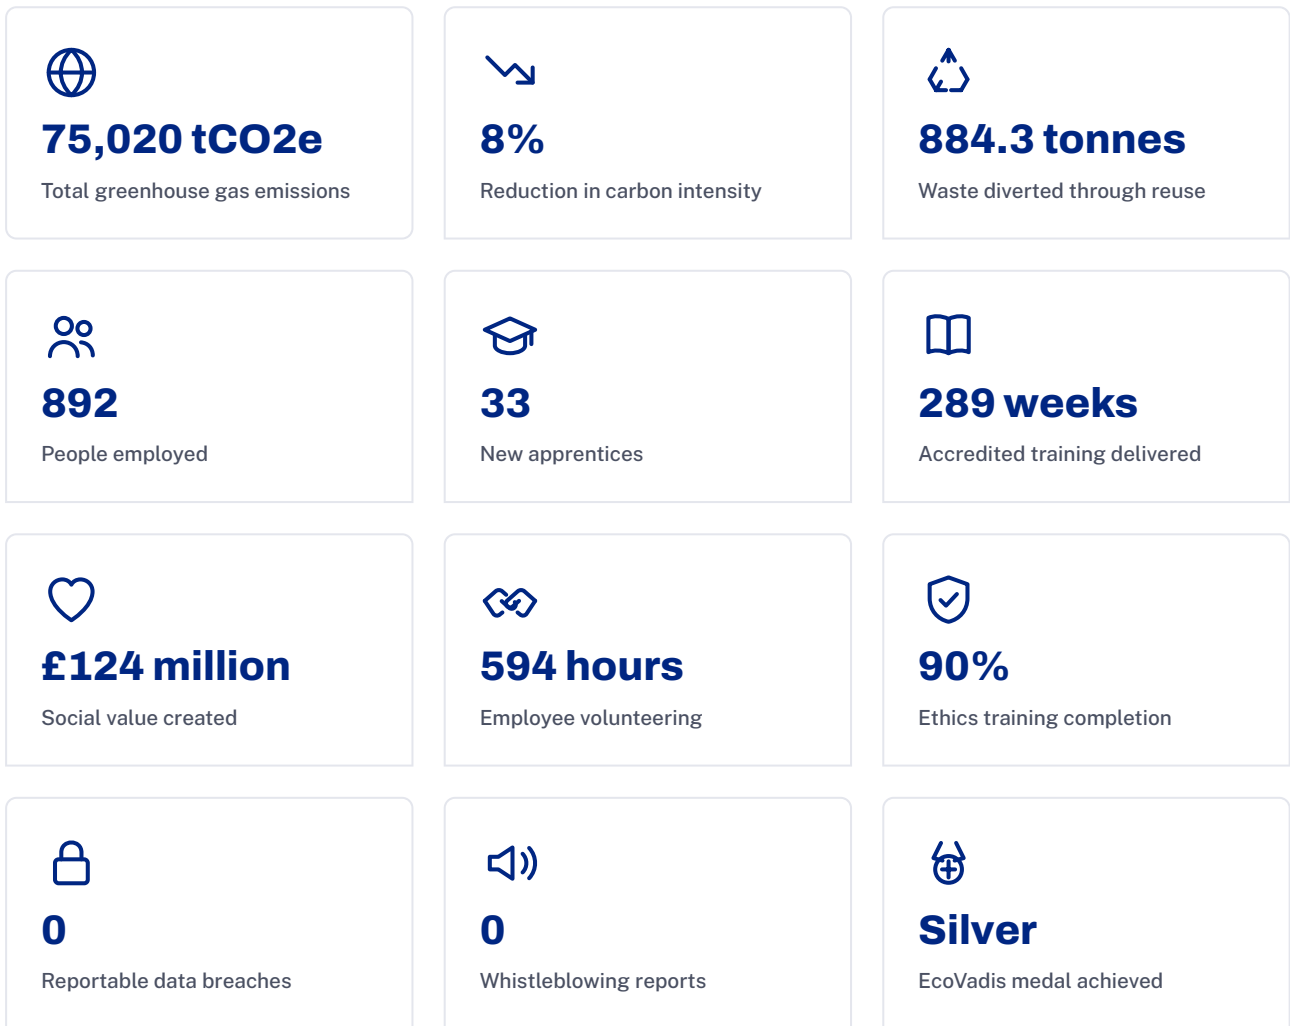 75,020 tCO2e
Total greenhouse gas emissions
8%
Reduction in carbon intensity
884.3 tonnes
Waste diverted through reuse
892
People employed
33
New apprentices
289 weeks
Accredited training delivered
£124 million
Social value created
594 hours
Employee volunteering
90%
Ethics training completion
0
Reportable data breaches
0
Whistleblowing reports
Silver
EcoVadis medal achieved